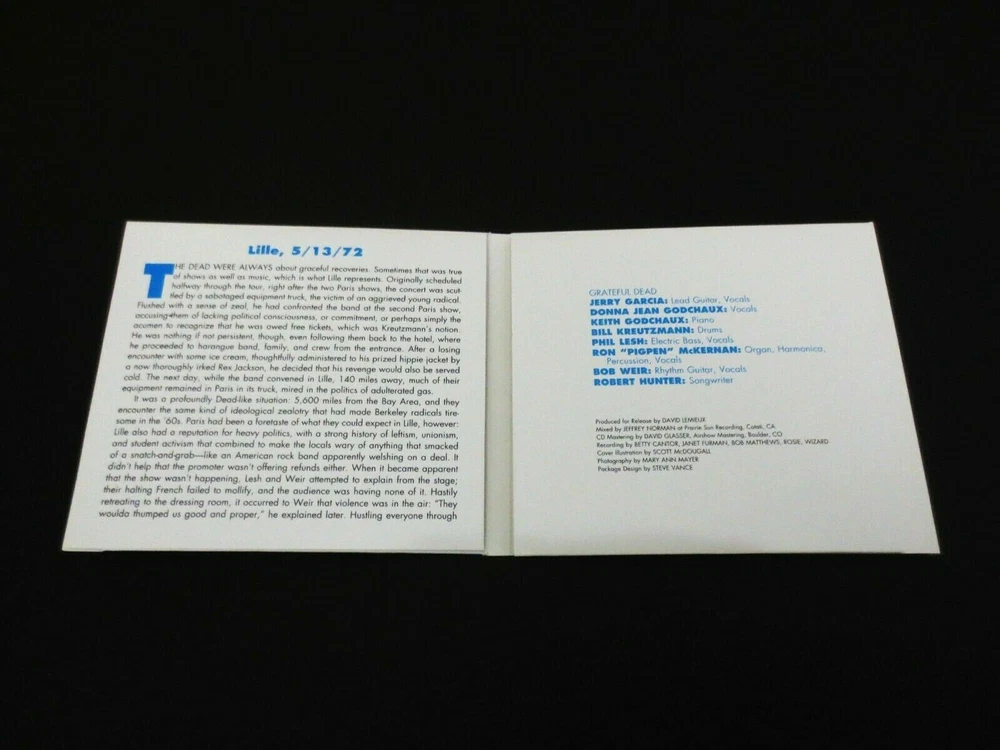 Lille, 5/13/72
THE DEAD WERE ALWAYS about graceful recoveries. Sometimes that was true
of shows as well as music, which is what Lille represents. Originally scheduled
halfway through the tour, right after the two Paris shows, the concert was scut-
tled by a sabotaged equipment truck, the victim of an aggrieved young radical.
Flushed with a sense of zeal, he had confronted the band at the second Paris show,
accusing them of lacking political consciousness, or commitment, or perhaps simply the
acumen to recognize that he was owed free tickets, which was Kreutzmann's notion.
He was nothing if not persistent, though, even following them back to the hotel, where
he proceeded to harangue band, family, and crew from the entrance. After a losing
encounter with some ice cream, thoughtfully administered to his prized hippie jacket by
a now thoroughly irked Rex Jackson, he decided that his revenge would also be served
cold. The next day, while the band convened in Lille, 140 miles away, much of their
equipment remained in Paris in its truck, mired in the politics of adulterated gas.
It was a profoundly Dead-like situation: 5,600 miles from the Bay Area, and they
encounter the same kind of ideological zealotry that had made Berkeley radicals tire-
some in the '60s. Paris had been a foretaste of what they could expect in Lille, however:
Lille also had a reputation for heavy politics, with a strong history of leftism, unionism,
and student activism that combined to make the locals wary of anything that smacked
of a snatch-and-grab—like an American rock band apparently welshing on a deal. It
didn't help that the promoter wasn't offering refunds either. When it became apparent
that the show wasn't happening, Lesh and Weir attempted to explain from the stage;
their halting French failed to mollify, and the audience was having none of it. Hastily
retreating to the dressing room, it occurred to Weir that violence was in the air: "They
woulda thumped us good and proper," he explained later. Hustling everyone through
GRATEFUL DEAD
JERRY GARCIA: Lead Guitar, Vocals
DONNA JEAN GODCHAUX: Vocals
KEITH GODCHAUX: Piano
BILL KREUTZMANN: Drums
PHIL LESH: Electric Bass, Vocals
RON "PIGPEN" McKERNAN: Organ, Harmonica,
Percussion, Vocals
BOB WEIR: Rhythm Guitar, Vocals
ROBERT HUNTER: Songwriter
Produced for Release by DAVID LEMIEUX
Mixed by JEFFREY NORMAN at Prairie Sun Recording, Cotati, CA
CD Mastering by DAVID GLASSER, Airshow Mastering, Boulder, CO
Recording by BETTY CANTOR, JANET FURMAN, BOB MATTHEWS, ROSIE, WIZARD
Cover Illustration by SCOTT McDOUGALL
Photography by MARY ANN MAYER
Package Design by STEVE VANCE